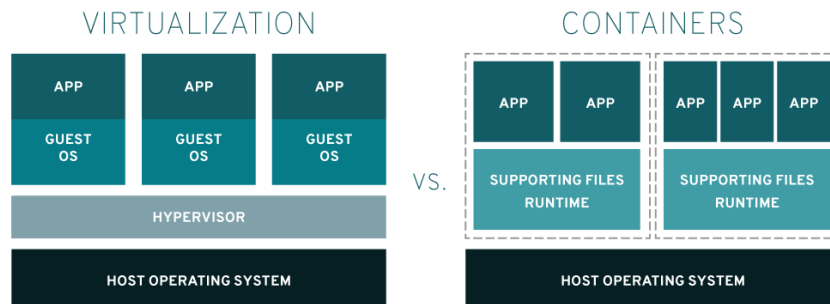 VIRTUALIZATION
APP
APP
APP
GUEST
OS
GUEST
OS
GUEST
OS
HYPERVISOR
HOST OPERATING SYSTEM
VS.
CONTAINERS
APP
APP
SUPPORTING FILES
RUNTIME
APP
APP
APP
SUPPORTING FILES
RUNTIME
HOST OPERATING SYSTEM